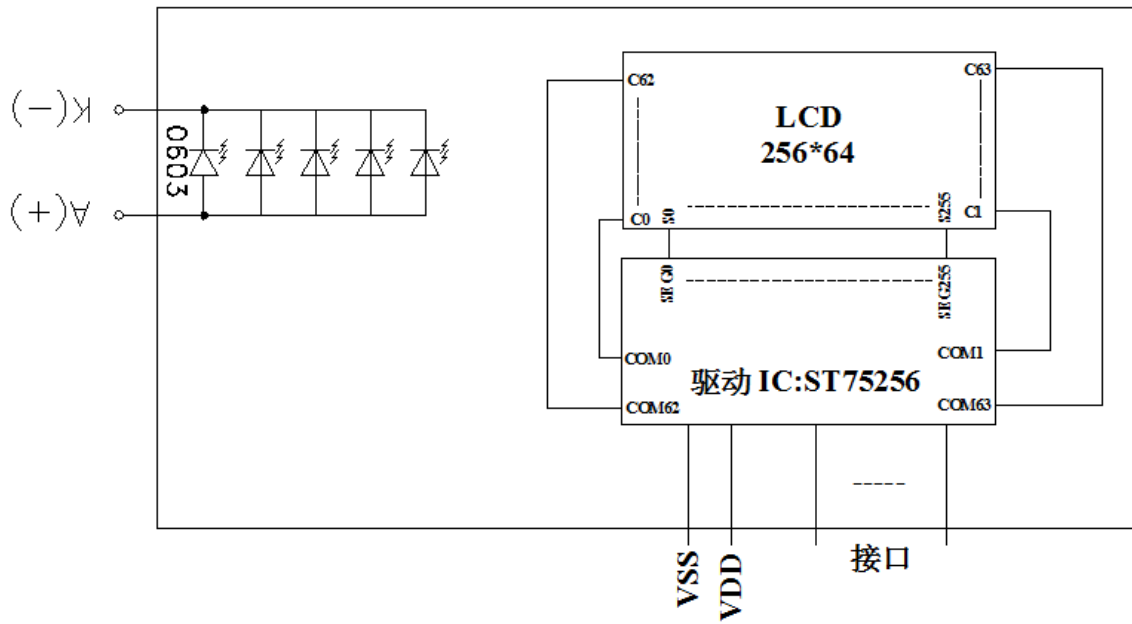 K(-)
A(+)
0603
C62
C63
LCD
256*64
C0
S0
S255
C1
SEG0
SEG255
COM0
COM1
驱动 IC:ST75256
COM62
COM63
VSS
VDD
接口